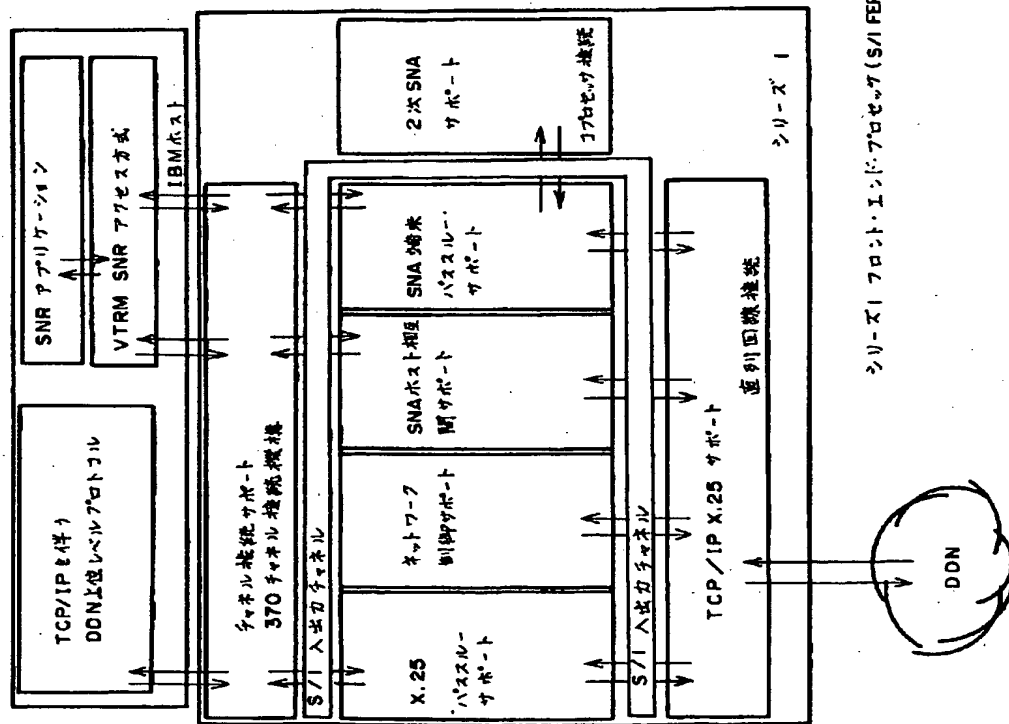 TCP/IPを伴う
DDN上位レベルプロトコル
SNR アプリケーション
VTRM SNR アクセス方式
IBMホスト
チャネル接続サポート
370 チャネル接続機構
S/1 入出力チャネル
X.25
パススルー
サポート
ネットワーク
制御サポート
SNAホスト相互
間サポート
SNA端末
パススルー・
サポート
2次SNA
サポート
コプロセッサ接続
S/1 入出力チャネル
TCP/IP X.25 サポート
直列回線接続
シリーズ 1
DDN
シリーズ1 フロント・エンド・プロセッサ(S/1 FEP